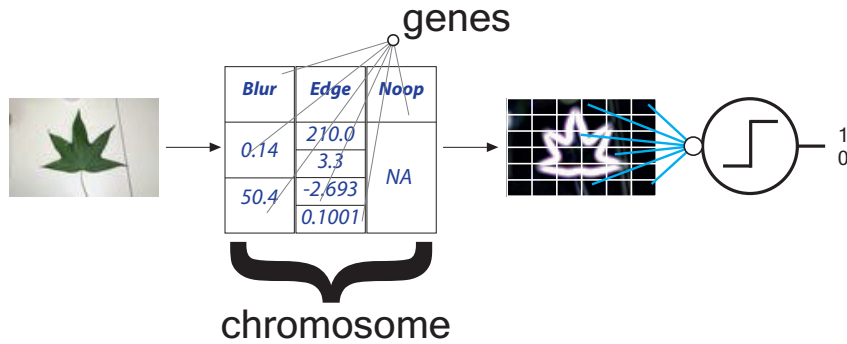 genes
Blur Edge Noop
0.14
50.4
210.0
3.3
-2,693
0.1001
NA
1
0
chromosome